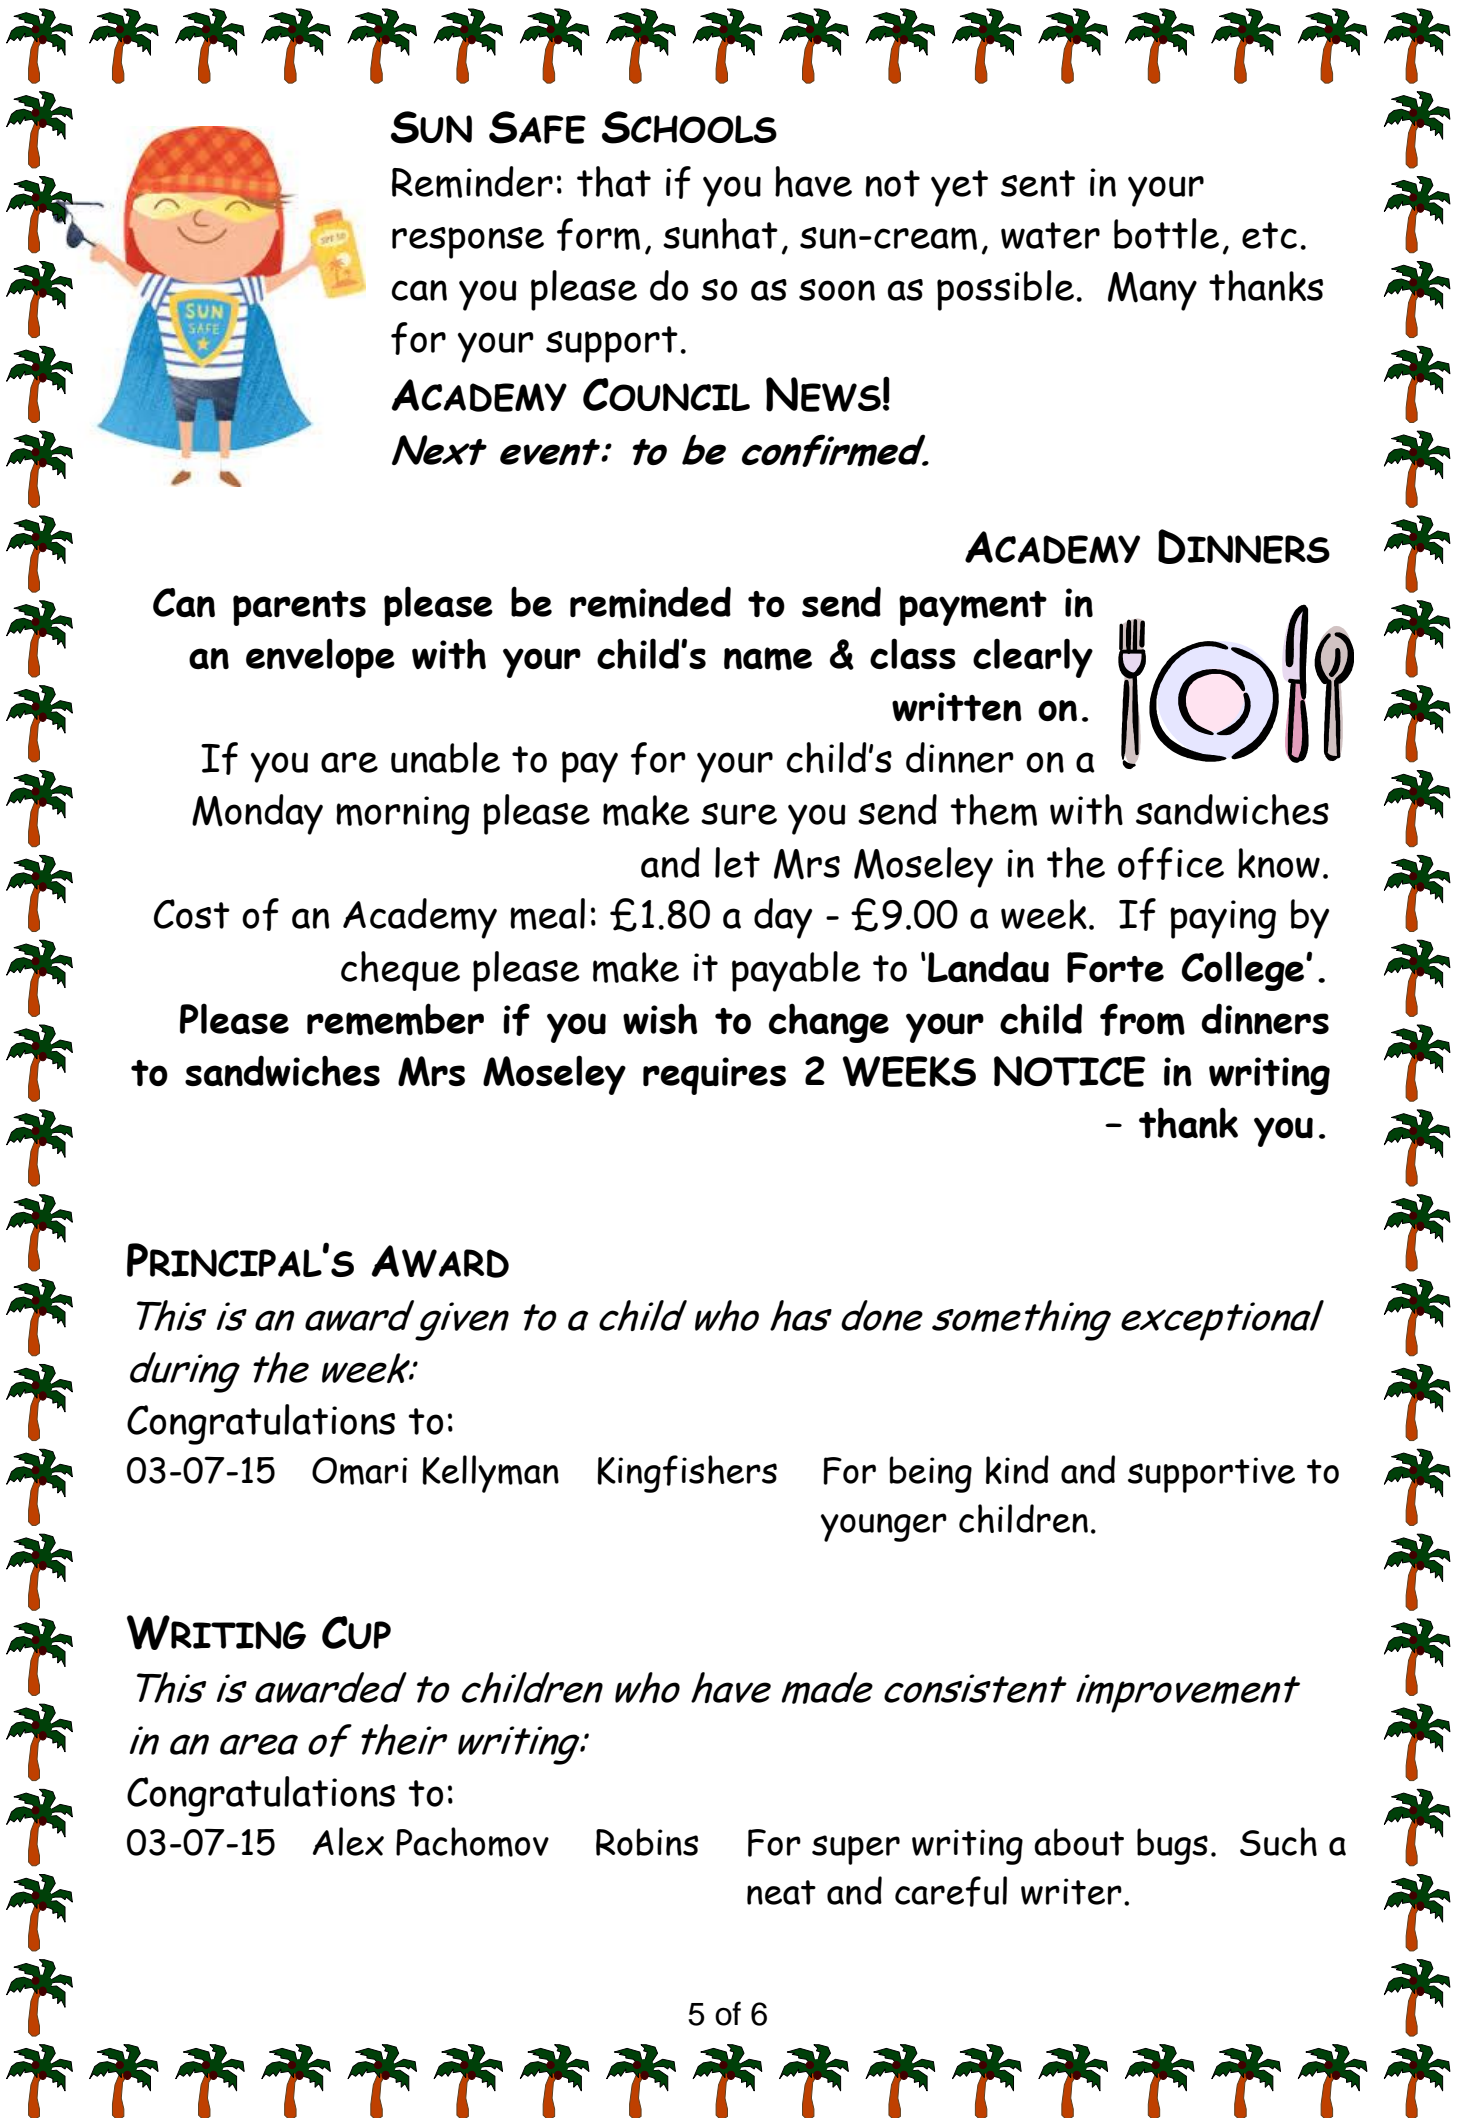 SUN SAFE SCHOOLS
Reminder: that if you have not yet sent in your
response form, sunhat, sun-cream, water bottle, etc.
can you please do so as soon as possible.  Many thanks
for your support.
SPF 50
SUN
SAFE
ACADEMY COUNCIL NEWS!
Next event: to be confirmed.
ACADEMY DINNERS
Can parents please be reminded to send payment in
an envelope with your child's name & class clearly
written on.
If you are unable to pay for your child's dinner on a
Monday morning please make sure you send them with sandwiches
and let Mrs Moseley in the office know.
Cost of an Academy meal: £1.80 a day - £9.00 a week.  If paying by
cheque please make it payable to 'Landau Forte College'.
Please remember if you wish to change your child from dinners
to sandwiches Mrs Moseley requires 2 WEEKS NOTICE in writing
– thank you.
PRINCIPAL'S AWARD
This is an award given to a child who has done something exceptional
during the week:
Congratulations to:
03-07-15 Omari Kellyman Kingfishers For being kind and supportive to
younger children.
WRITING CUP
This is awarded to children who have made consistent improvement
in an area of their writing:
Congratulations to:
03-07-15 Alex Pachomov Robins For super writing about bugs.  Such a
neat and careful writer.
5 of 6